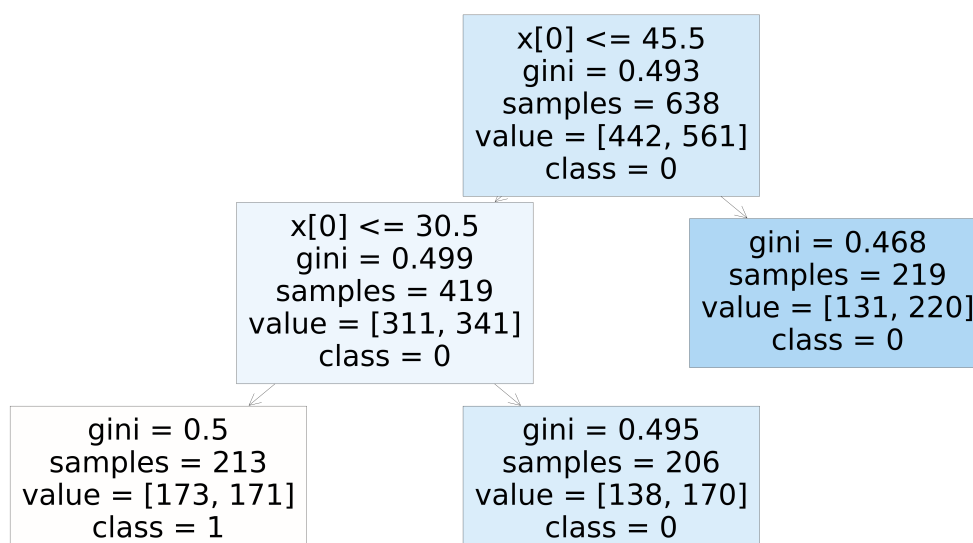 x[0] <= 45.5
gini = 0.493
samples = 638
value = [442, 561]
class = 0
x[0] <= 30.5
gini = 0.499
samples = 419
value = [311, 341]
class = 0
gini = 0.468
samples = 219
value = [131, 220]
class = 0
gini = 0.5
samples = 213
value = [173, 171]
class = 1
gini = 0.495
samples = 206
value = [138, 170]
class = 0